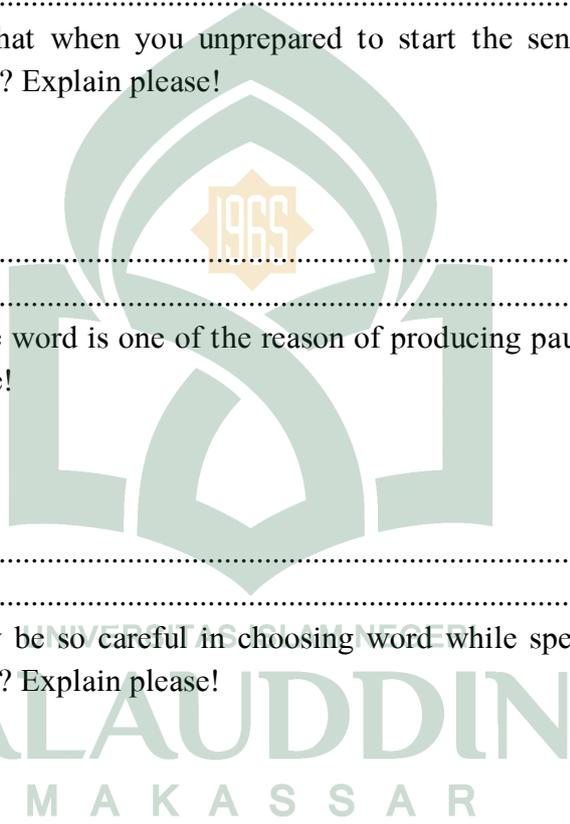 hat when you unprepared to start the sen
? Explain please!
1965
e word is one of the reason of producing pau
e!
y be so careful in choosing word while spe
UNIVERSITAS ISLAM NEGERI
? Explain please!
ALAUDDIN
MAKASSAR